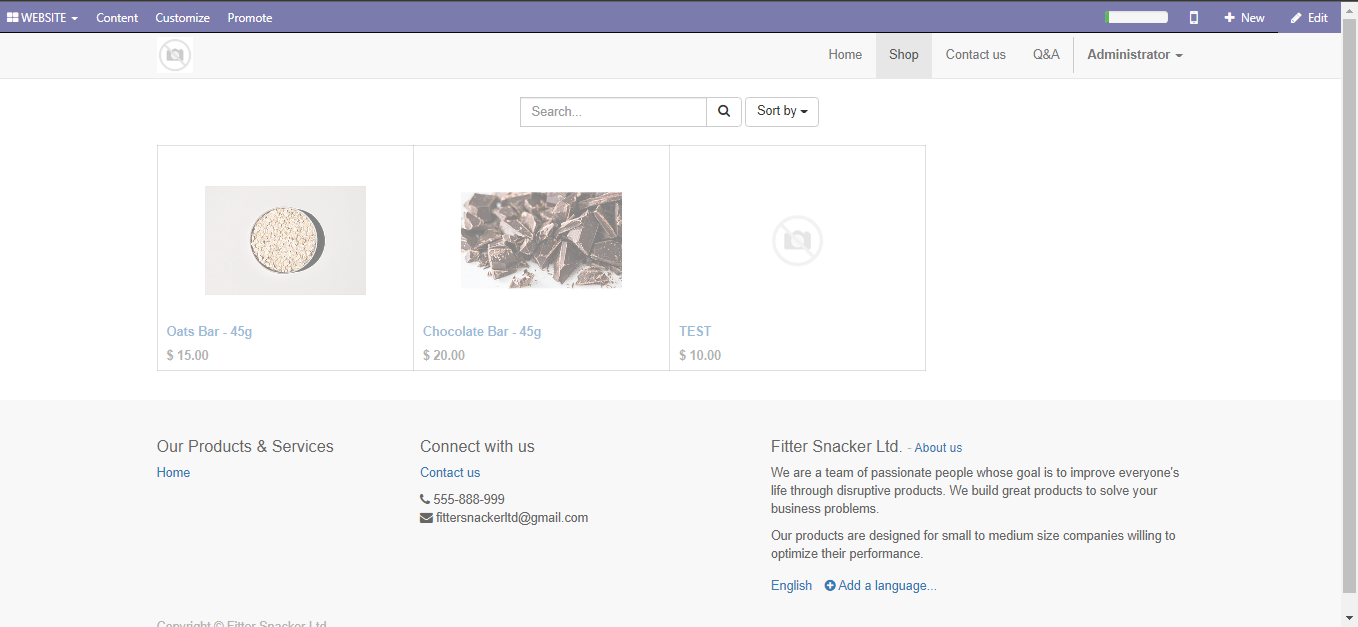 WEBSITE Content Customize Promote New Edit
Home Shop Contact us Q&A Administrator
Search... Sort by
Oats Bar - 45g Chocolate Bar - 45g TEST
$ 15.00 $ 20.00 $ 10.00
Our Products & Services
Home
Connect with us
Contact us
555-888-999
fittersnackerltd@gmail.com
Fitter Snacker Ltd. - About us
We are a team of passionate people whose goal is to improve everyone's
life through disruptive products. We build great products to solve your
business problems.
Our products are designed for small to medium size companies willing to
optimize their performance.
English Add a language...
Copyright © Fitter Snacker Ltd